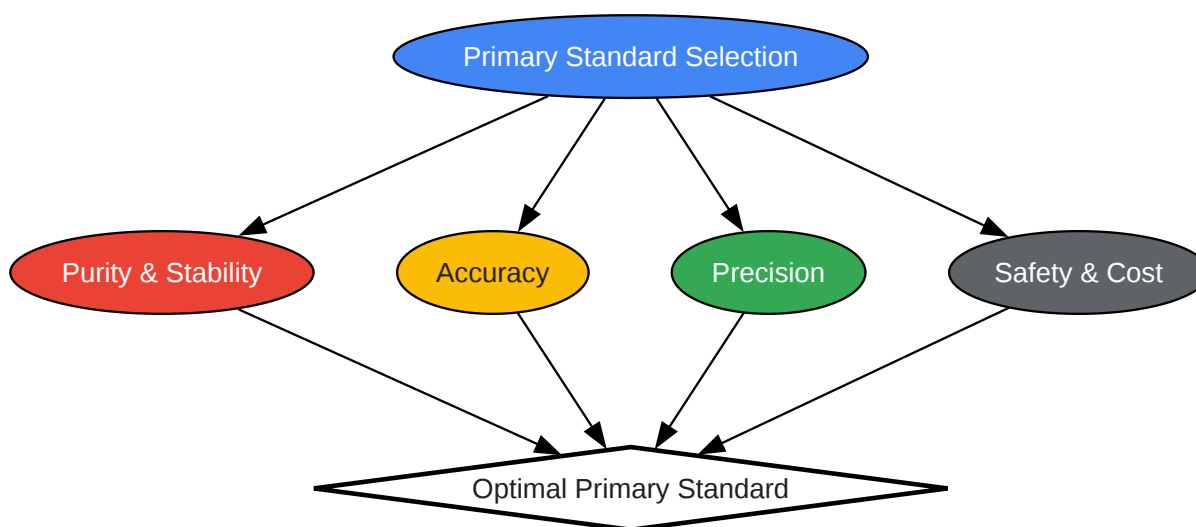 Primary Standard Selection
Purity & Stability
Accuracy
Precision
Safety & Cost
Optimal Primary Standard